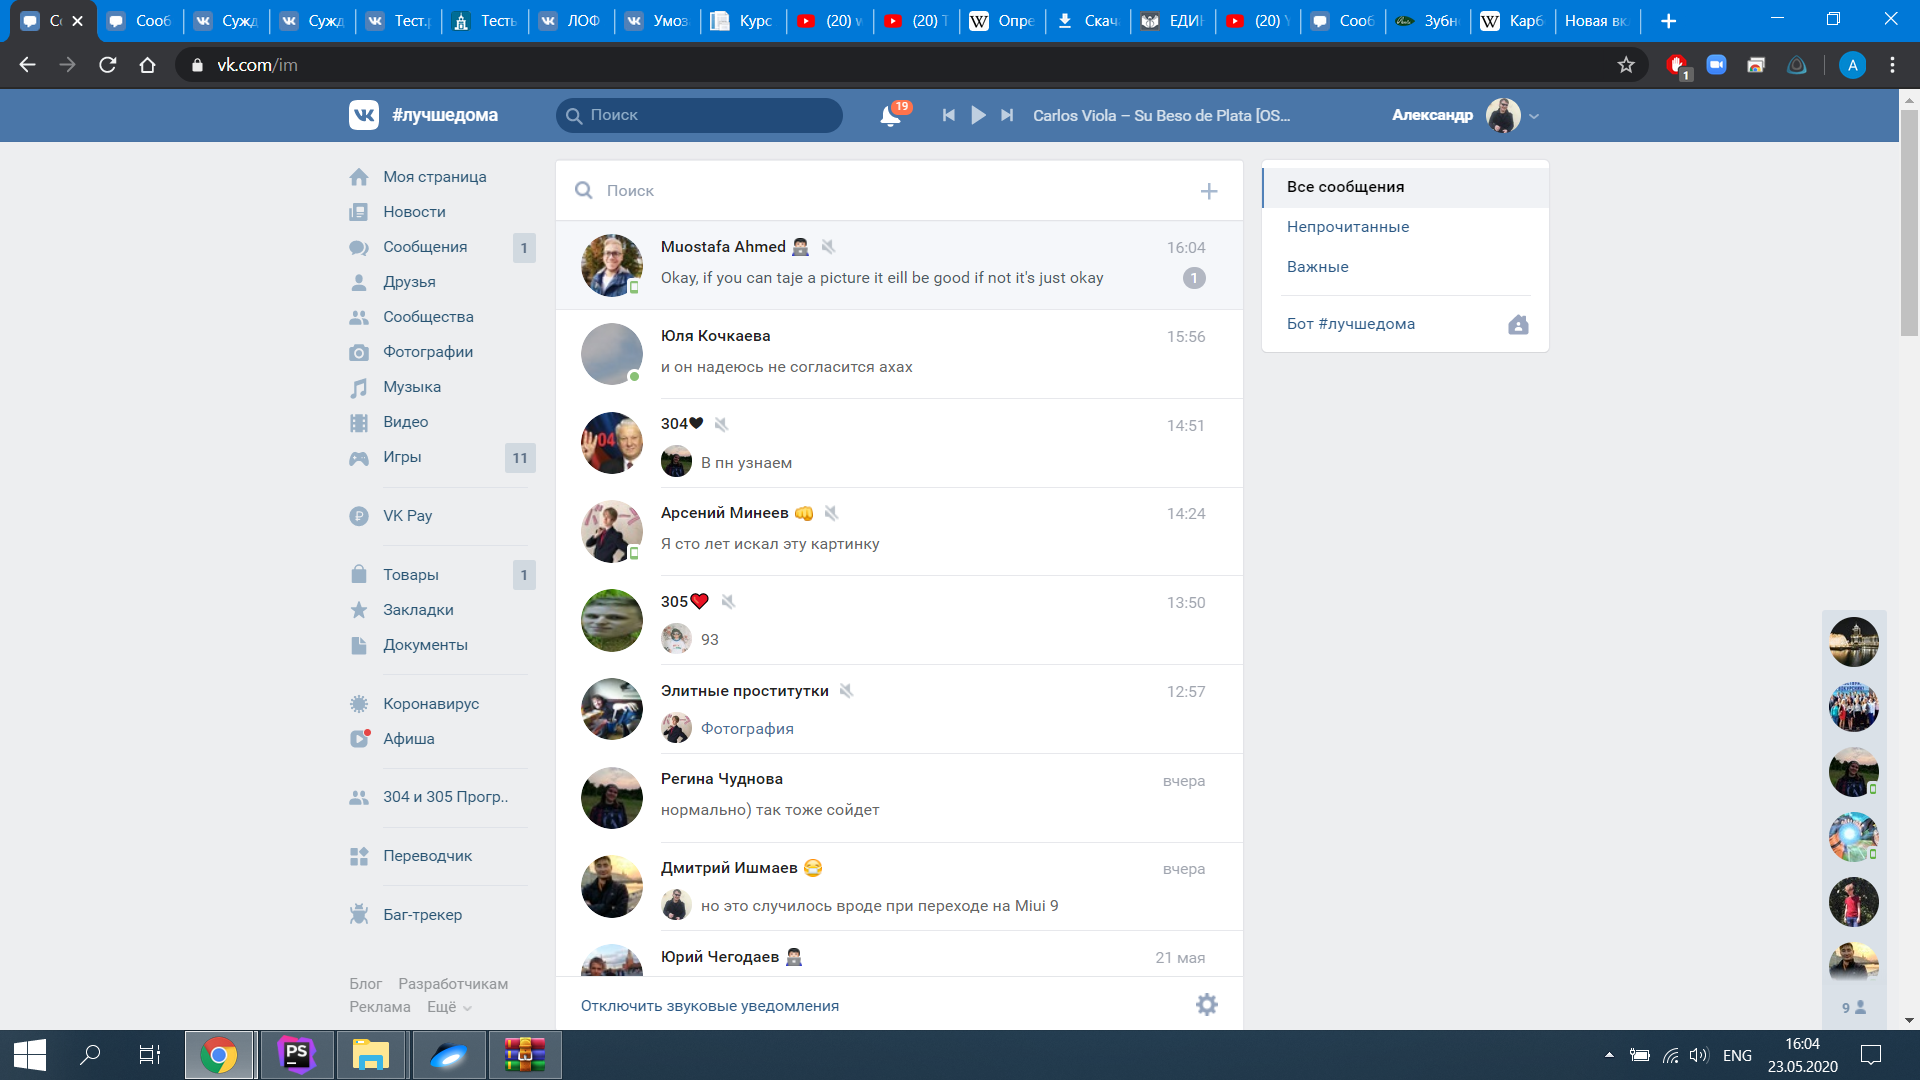 Со
Сооб
Сужд
Сужд
Тест.
Тесть
ЛОФ
Умоз
Курс
(20) w
(20) Т
Опре
Скача
ЕДИН
(20) У
Сооб
Зубн
Карб
Новая вк
vk.com/im
1
A
#лучшедома
Поиск
19
Carlos Viola – Su Beso de Plata [OS...
Александр
Моя страница
Новости
Сообщения 1
Друзья
Сообщества
Фотографии
Музыка
Видео
Игры 11
VK Pay
Товары 1
Закладки
Документы
Коронавирус
Афиша
304 и 305 Прогр..
Переводчик
Баг-трекер
Блог Разработчикам
Реклама Ещё
Поиск
Muostafa Ahmed 16:04
Okay, if you can taje a picture it eill be good if not it's just okay 1
Юля Кочкаева 15:56
и он надеюсь не согласится ахах
304🖤 14:51
В пн узнаем
Арсений Минеев 👊 14:24
Я сто лет искал эту картинку
305❤ 13:50
93
Элитные проститутки 12:57
Фотография
Регина Чуднова вчера
нормально) так тоже сойдет
Дмитрий Ишмаев 😷 вчера
но это случилось вроде при переходе на Miui 9
Юрий Чегодаев 21 мая
Отключить звуковые уведомления
Все сообщения
Непрочитанные
Важные
Бот #лучшедома
9
PS
ENG
16:04
23.05.2020